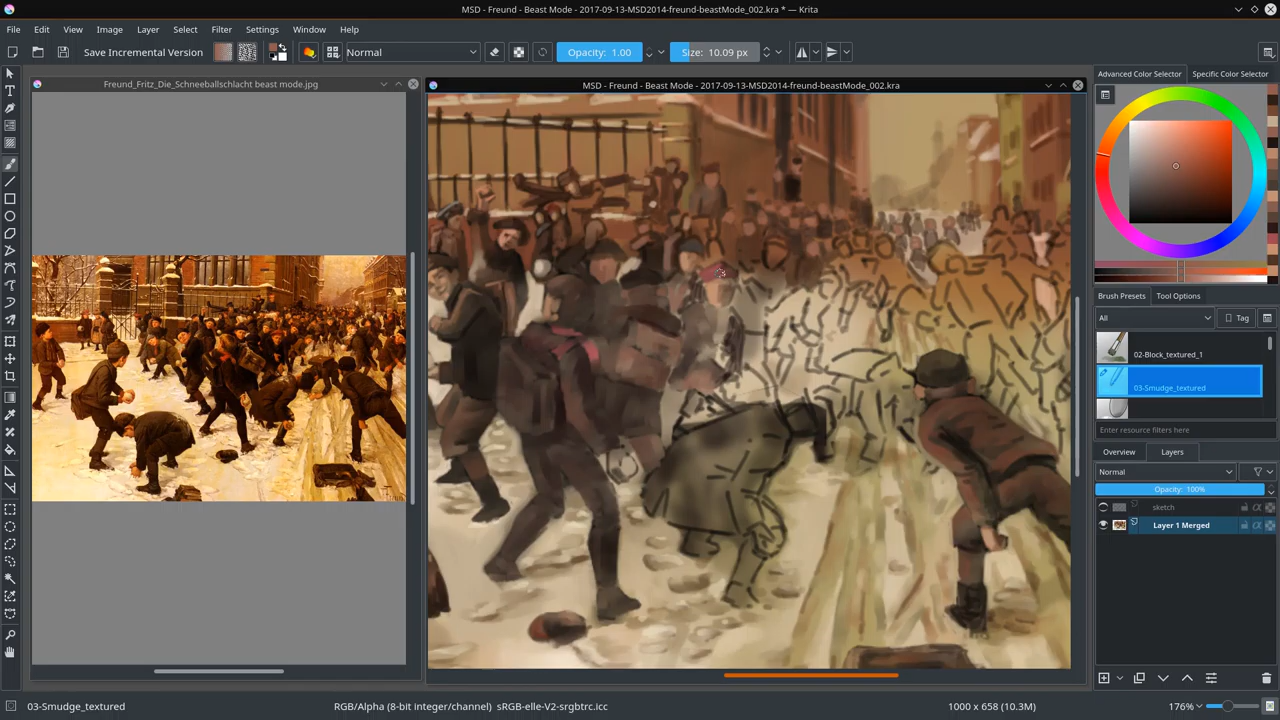 MSD - Freund - Beast Mode - 2017-09-13-MSD2014-freund-beastMode_002.kra * — Krita
File Edit View Image Layer Select Filter Settings Window Help
Save Incremental Version Normal Opacity: 1.00 Size: 10.09 px
Freund_Fritz_Die_Schneeballschlacht beast mode.jpg
MSD - Freund - Beast Mode - 2017-09-13-MSD2014-freund-beastMode_002.kra
Advanced Color Selector Specific Color Selector
Brush Presets Tool Options
All Tag
02-Block_textured_1
03-Smudge_textured
Enter resource filters here
Overview Layers
Normal
Opacity: 100%
sketch
Layer 1 Merged
03-Smudge_textured RGB/Alpha (8-bit integer/channel) sRGB-elle-V2-srgbtrc.icc 1000 x 658 (10.3M) 176%